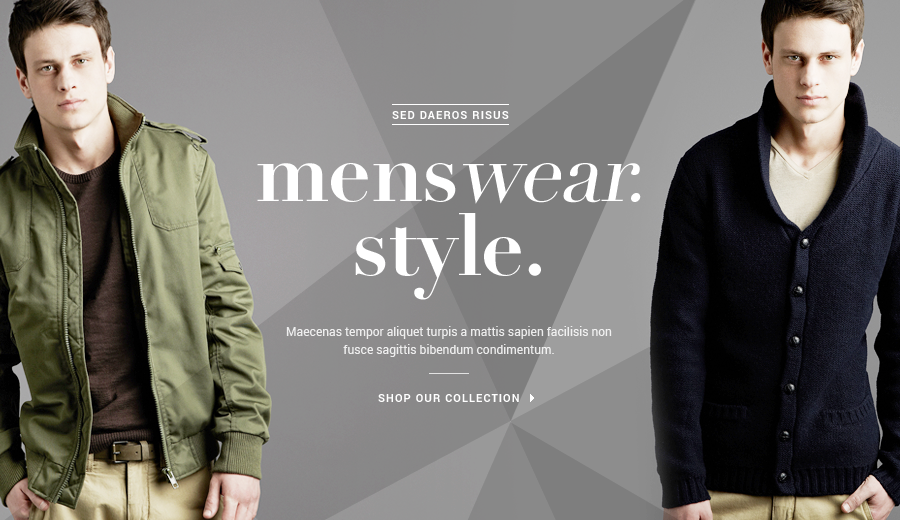 SED DAEROS RISUS
menswear.
style.
Maecenas tempor aliquet turpis a mattis sapien facilisis non
fusce sagittis bibendum condimentum.
SHOP OUR COLLECTION